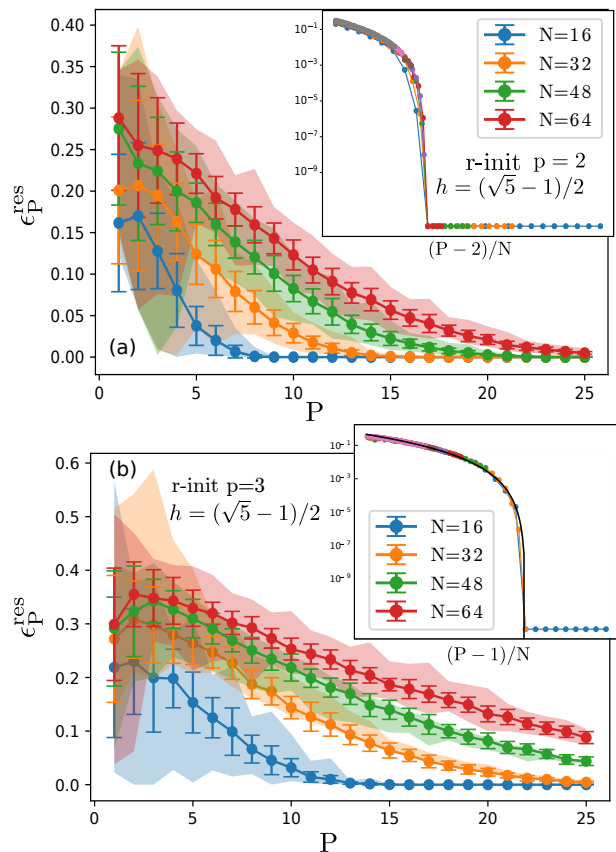 (a)
ϵ_P^res
0.40
0.35
0.30
0.25
0.20
0.15
0.10
0.05
0.00
0
5
10
15
20
25
P
10⁻¹
10⁻³
10⁻⁵
10⁻⁷
10⁻⁹
N=16
N=32
N=48
N=64
r-init p = 2
h = (√5 − 1)/2
(P − 2)/N
(b)
r-init p=3
h = (√5 − 1)/2
ϵ_P^res
0.6
0.5
0.4
0.3
0.2
0.1
0.0
0
5
10
15
20
25
P
10⁻¹
10⁻³
10⁻⁵
10⁻⁷
10⁻⁹
N=16
N=32
N=48
N=64
(P − 1)/N